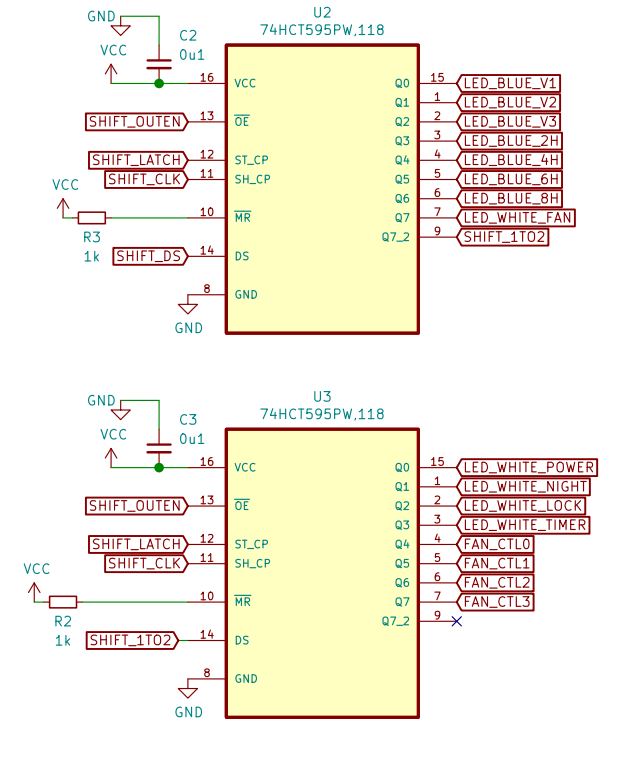 U2
74HCT595PW,118
GND
C2
0u1
VCC
16 VCC Q0 15 LED_BLUE_V1
Q1 1 LED_BLUE_V2
SHIFT_OUTEN 13 OE Q2 2 LED_BLUE_V3
Q3 3 LED_BLUE_2H
SHIFT_LATCH 12 ST_CP Q4 4 LED_BLUE_4H
SHIFT_CLK 11 SH_CP Q5 5 LED_BLUE_6H
VCC
Q6 6 LED_BLUE_8H
10 MR Q7 7 LED_WHITE_FAN
R3
Q7_2 9 SHIFT_1TO2
1k
SHIFT_DS 14 DS
8 GND
GND
U3
74HCT595PW,118
GND
C3
0u1
VCC
16 VCC Q0 15 LED_WHITE_POWER
Q1 1 LED_WHITE_NIGHT
SHIFT_OUTEN 13 OE Q2 2 LED_WHITE_LOCK
Q3 3 LED_WHITE_TIMER
SHIFT_LATCH 12 ST_CP Q4 4 FAN_CTL0
SHIFT_CLK 11 SH_CP Q5 5 FAN_CTL1
VCC
Q6 6 FAN_CTL2
10 MR Q7 7 FAN_CTL3
R2
Q7_2 9
1k
SHIFT_1TO2 14 DS
8 GND
GND